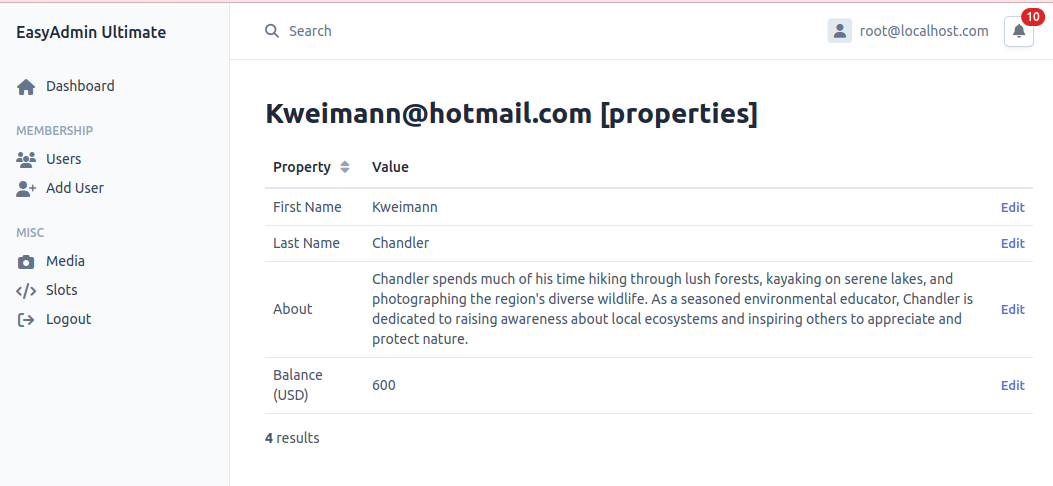 EasyAdmin Ultimate
Search
root@localhost.com
10
Dashboard
MEMBERSHIP
Users
Add User
MISC
Media
Slots
Logout
Kweimann@hotmail.com [properties]
Property Value
First Name Kweimann Edit
Last Name Chandler Edit
About
Chandler spends much of his time hiking through lush forests, kayaking on serene lakes, and
photographing the region's diverse wildlife. As a seasoned environmental educator, Chandler is
dedicated to raising awareness about local ecosystems and inspiring others to appreciate and
protect nature.
Edit
Balance
(USD)
600
Edit
4 results